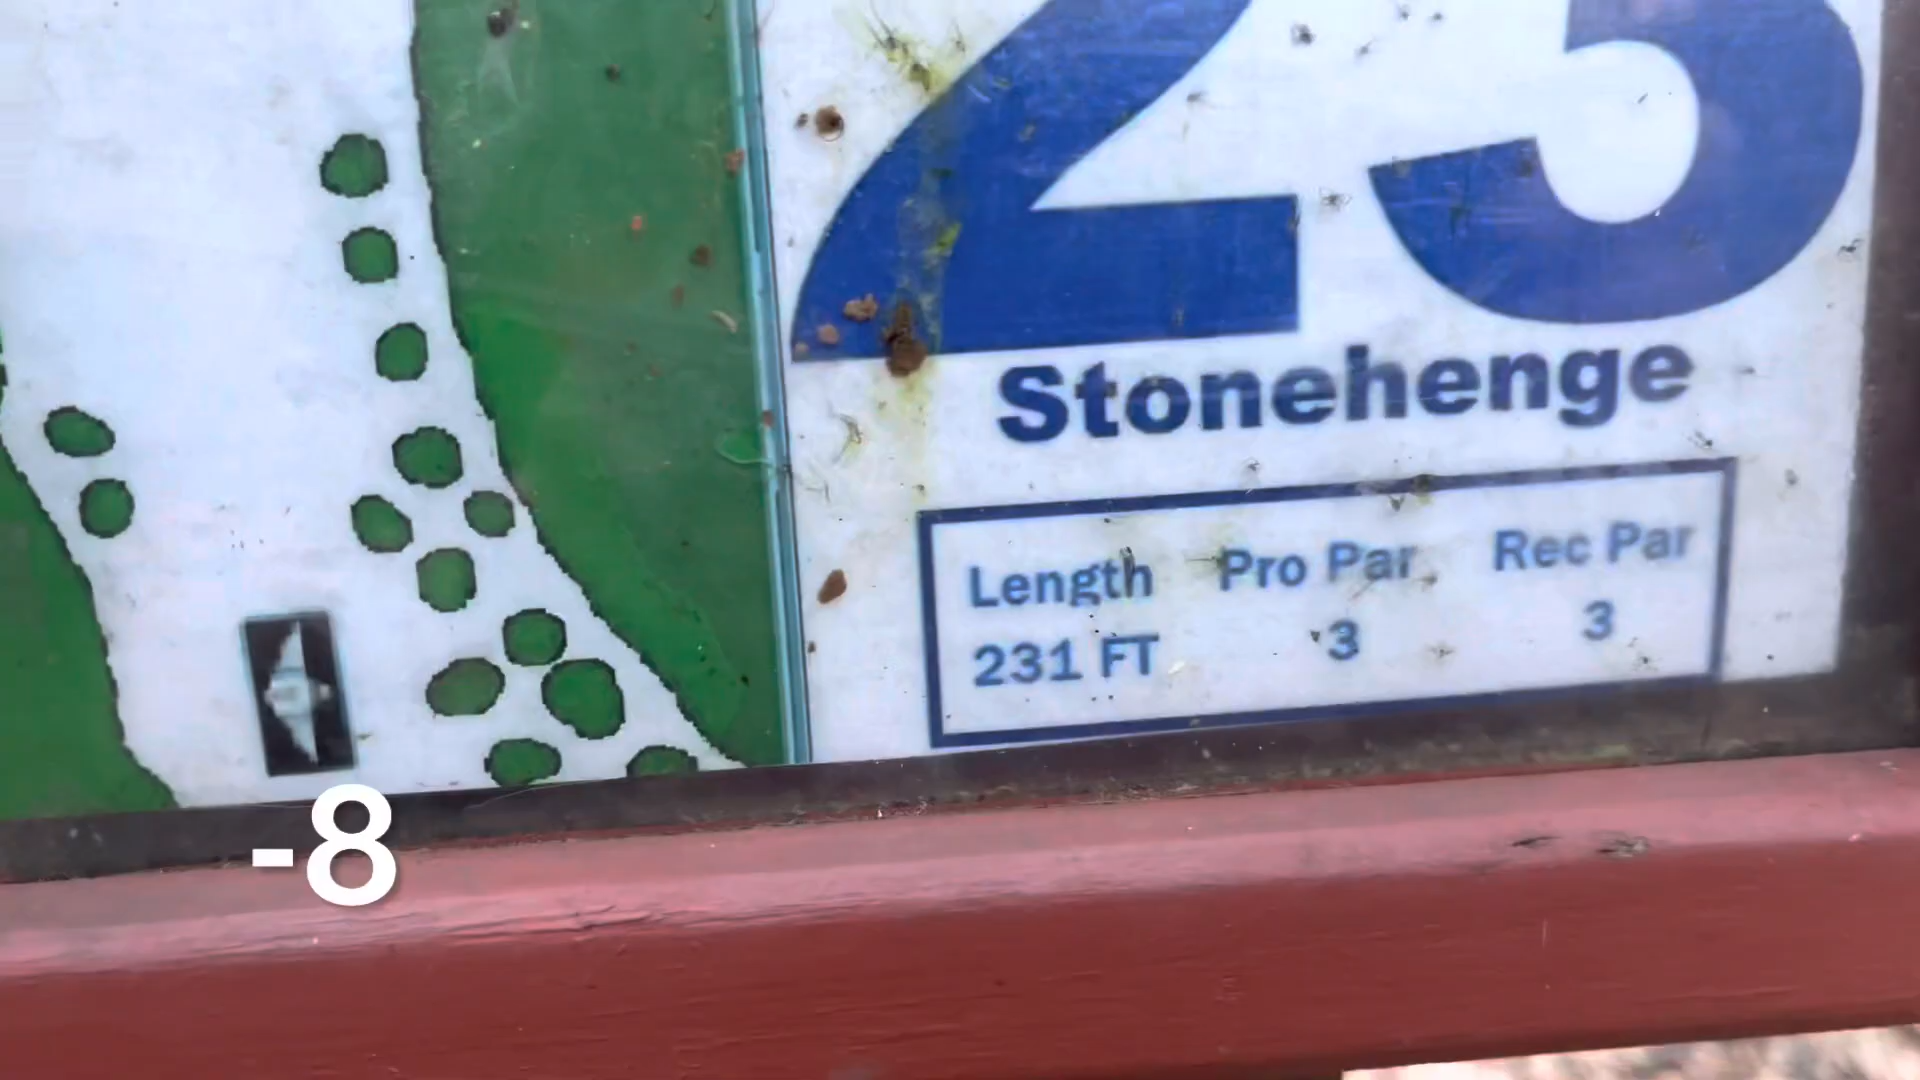 23
Stonehenge
Length Pro Par Rec Par
231 FT 3 3
-8